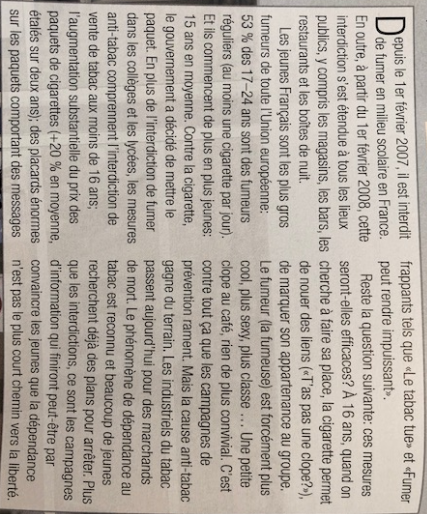 Depuis le 1er février 2007, il est interdit
de fumer en milieu scolaire en France.
En outre, à partir du 1er février 2008, cette
interdiction s'est étendue à tous les lieux
publics, y compris les magasins, les bars, les
restaurants et les boîtes de nuit.
Les jeunes Français sont les plus gros
fumeurs de toute l'Union européenne:
53 % des 17–24 ans sont des fumeurs
réguliers (au moins une cigarette par jour).
Et ils commencent de plus en plus jeunes:
15 ans en moyenne. Contre la cigarette,
le gouvernement a décidé de mettre le
paquet. En plus de l'interdiction de fumer
dans les collèges et les lycées, les mesures
anti-tabac comprennent l'interdiction de
vente de tabac aux moins de 16 ans;
l'augmentation substantielle du prix des
paquets de cigarettes (+20 % en moyenne,
étalés sur deux ans); des placards énormes
sur les paquets comportant des messages
frappants tels que «Le tabac tue» et «Fumer
peut rendre impuissant».
Reste la question suivante: ces mesures
seront-elles efficaces? À 16 ans, quand on
cherche à faire sa place, la cigarette permet
de nouer des liens («T'as pas une clope?»),
de marquer son appartenance au groupe.
Le fumeur (la fumeuse) est forcément plus
cool, plus sexy, plus classe … Une petite
clope au café, rien de plus convivial. C'est
contre tout ça que les campagnes de
prévention rament. Mais la cause anti-tabac
gagne du terrain. Les industriels du tabac
passent aujourd'hui pour des marchands
de mort. Le phénomène de dépendance au
tabac est reconnu et beaucoup de jeunes
recherchent déjà des plans pour arrêter. Plus
que les interdictions, ce sont les campagnes
d'information qui finiront peut-être par
convaincre les jeunes que la dépendance
n'est pas le plus court chemin vers la liberté.